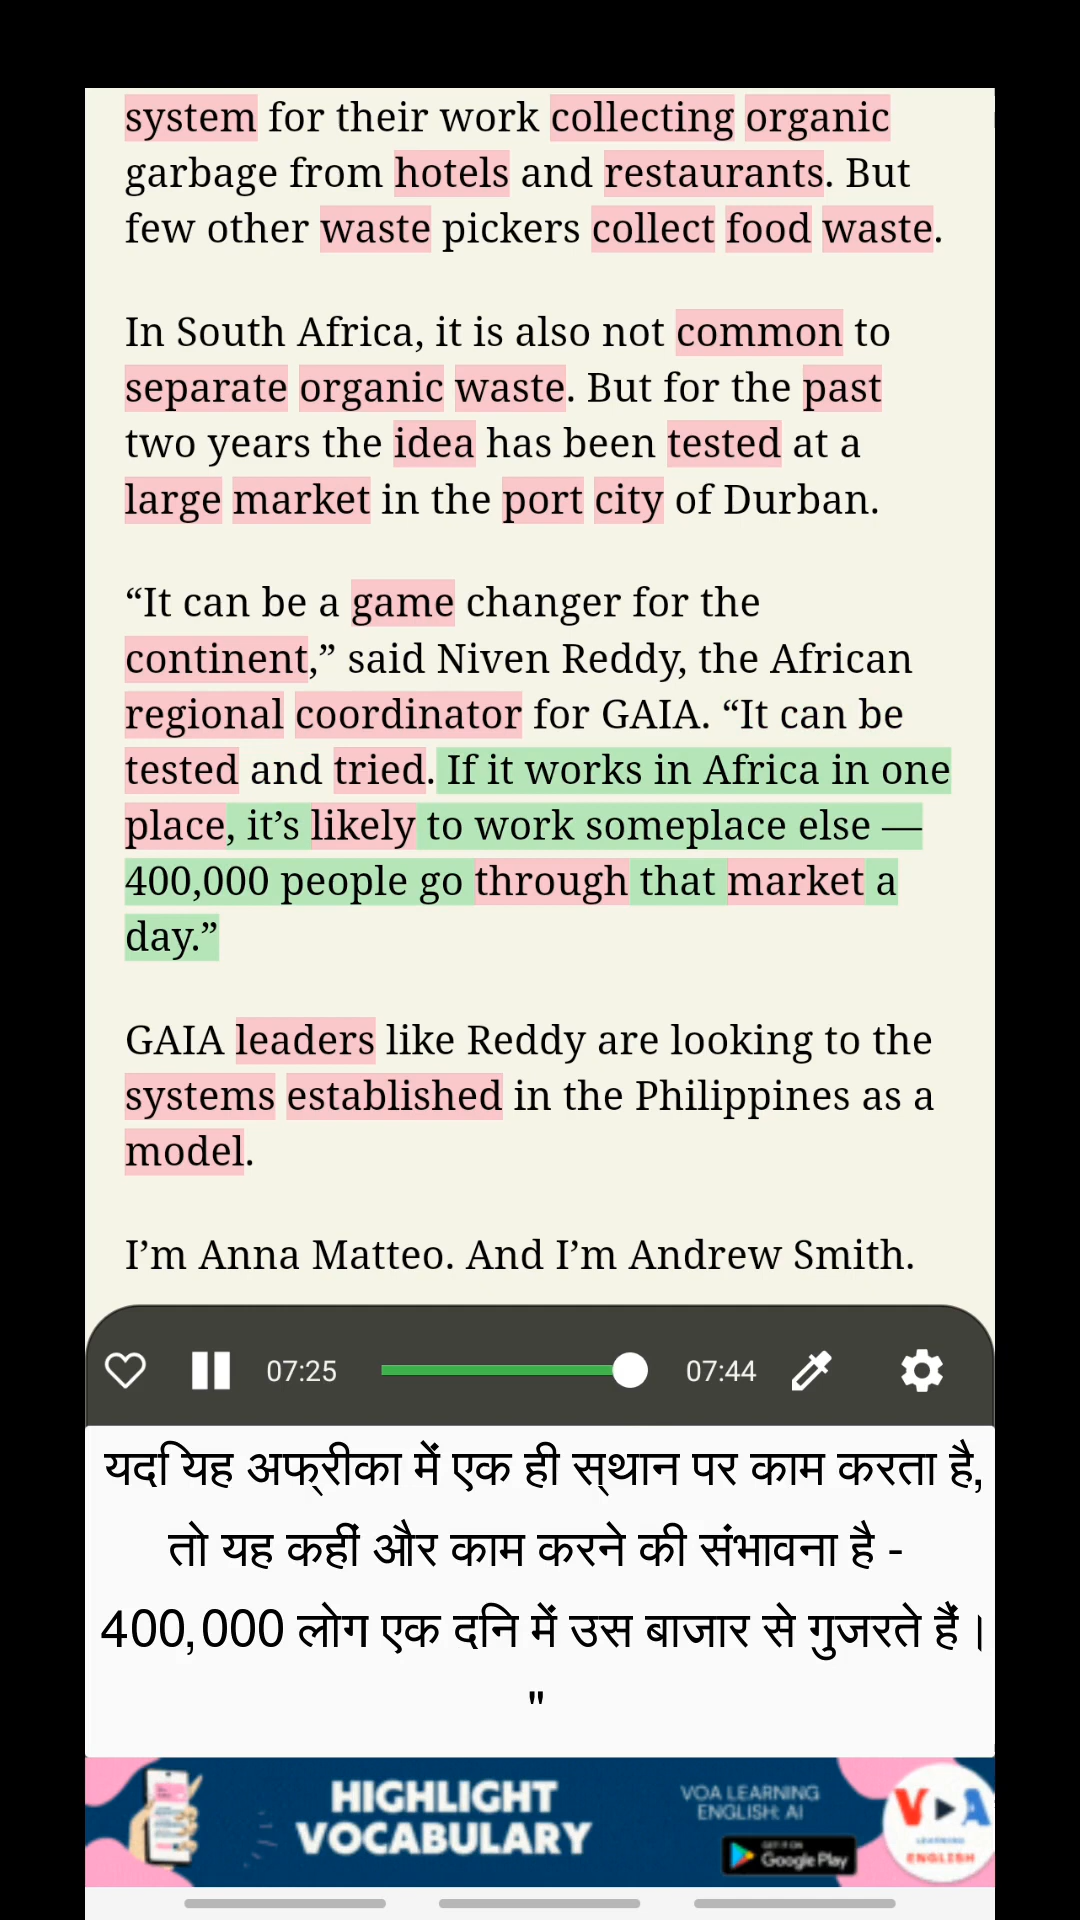 system for their work collecting organic
garbage from hotels and restaurants. But
few other waste pickers collect food waste.
In South Africa, it is also not common to
separate organic waste. But for the past
two years the idea has been tested at a
large market in the port city of Durban.
“It can be a game changer for the
continent,” said Niven Reddy, the African
regional coordinator for GAIA. “It can be
tested and tried. If it works in Africa in one
place, it’s likely to work someplace else —
400,000 people go through that market a
day.”
GAIA leaders like Reddy are looking to the
systems established in the Philippines as a
model.
I’m Anna Matteo. And I’m Andrew Smith.
07:25 07:44
यदि यह अफ्रीका में एक ही स्थान पर काम करता है,
तो यह कहीं और काम करने की संभावना है -
400,000 लोग एक दिन में उस बाजार से गुजरते हैं।
"
HIGHLIGHT
VOCABULARY
VOA LEARNING
ENGLISH: AI
GET IT ON
Google Play
VOA
LEARNING
ENGLISH